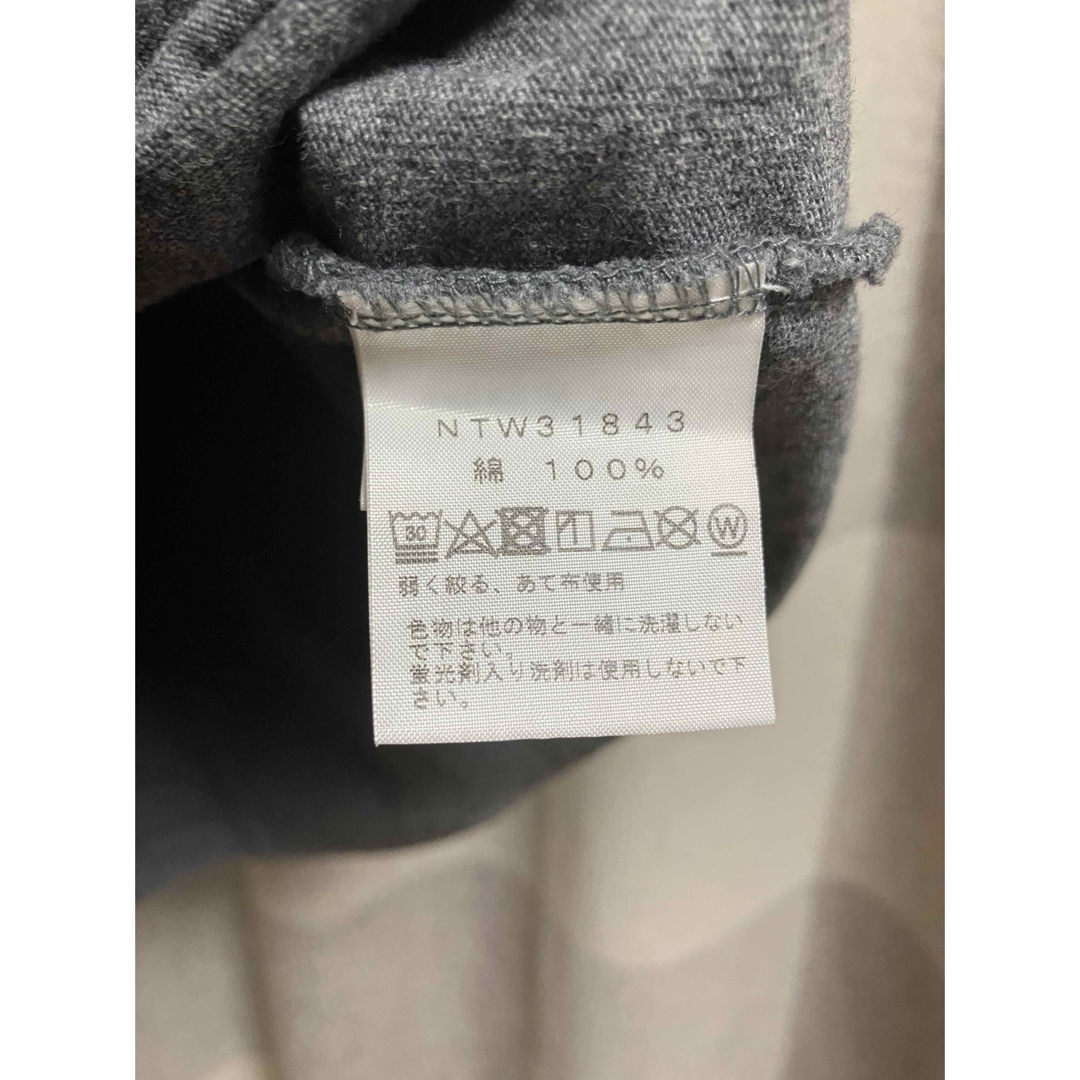 NTW31843
綿 100%
30 W
弱く絞る、あて布使用
色物は他の物と一緒に洗濯しない
で下さい。
蛍光剤入り洗剤は使用しないで下
さい。